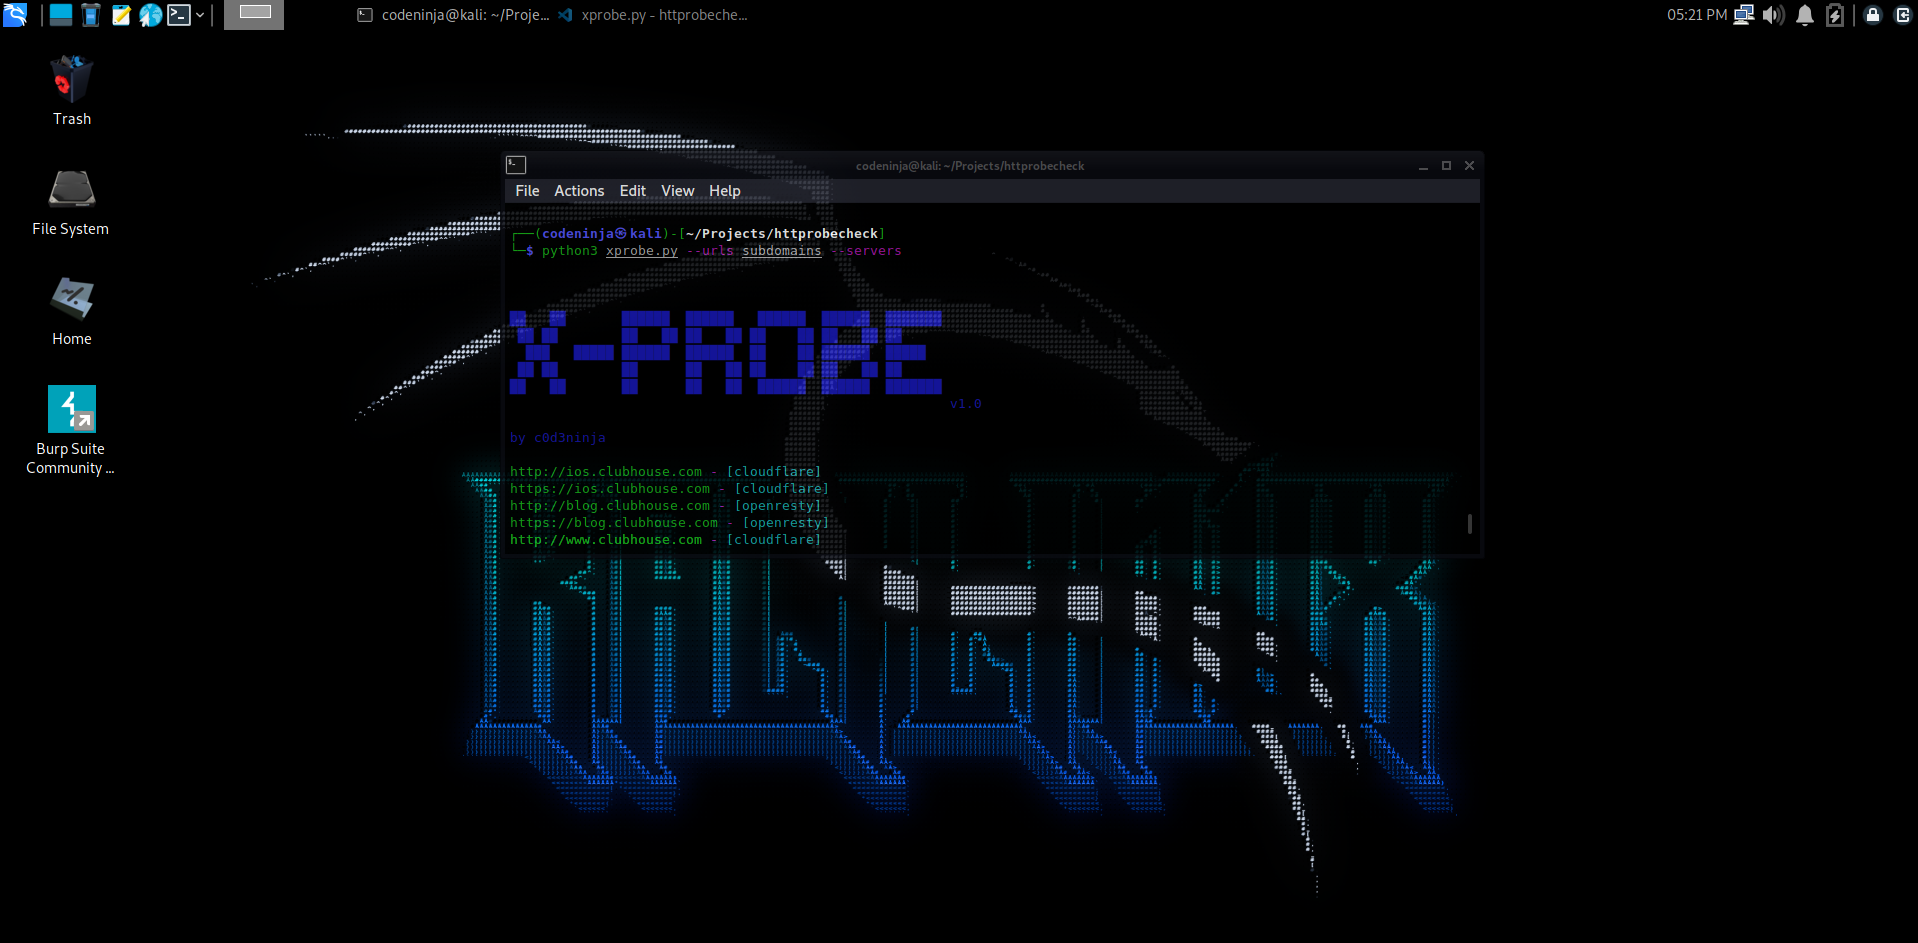 codeninja@kali: ~/Proje...
xprobe.py - httprobeche...
05:21 PM
Trash
File System
Home
Burp Suite
Community ...
codeninja@kali: ~/Projects/httprobecheck
File Actions Edit View Help
┌──(codeninja㉿kali)-[~/Projects/httprobecheck]
└─$ python3 xprobe.py --urls subdomains --servers
X-PROBE
v1.0
by c0d3ninja
http://ios.clubhouse.com - [cloudflare]
https://ios.clubhouse.com - [cloudflare]
http://blog.clubhouse.com - [openresty]
https://blog.clubhouse.com - [openresty]
http://www.clubhouse.com - [cloudflare]